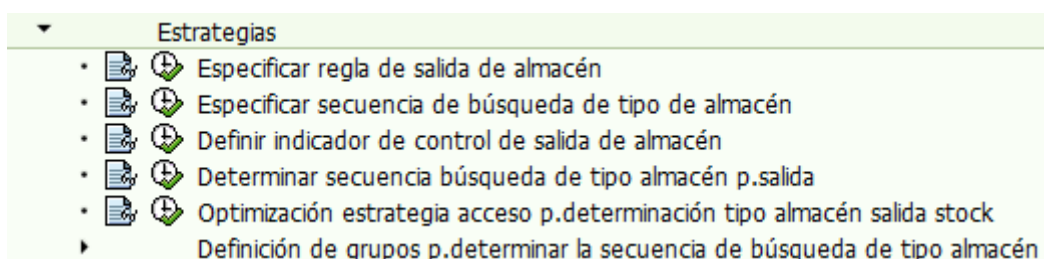 Estrategias
Especificar regla de salida de almacén
Especificar secuencia de búsqueda de tipo de almacén
Definir indicador de control de salida de almacén
Determinar secuencia búsqueda de tipo almacén p.salida
Optimización estrategia acceso p.determinación tipo almacén salida stock
Definición de grupos p.determinar la secuencia de búsqueda de tipo almacén